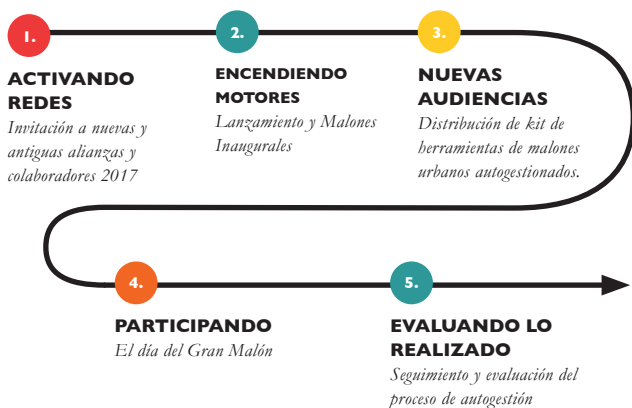 1.
ACTIVANDO
REDES
Invitación a nuevas y
antiguas alianzas y
colaboradores 2017
2.
ENCENDIENDO
MOTORES
Lanzamiento y Malones
Inaugurales
3.
NUEVAS
AUDIENCIAS
Distribución de kit de
herramientas de malones
urbanos autogestionados.
4.
PARTICIPANDO
El día del Gran Malón
5.
EVALUANDO LO
REALIZADO
Seguimiento y evaluación del
proceso de autogestión